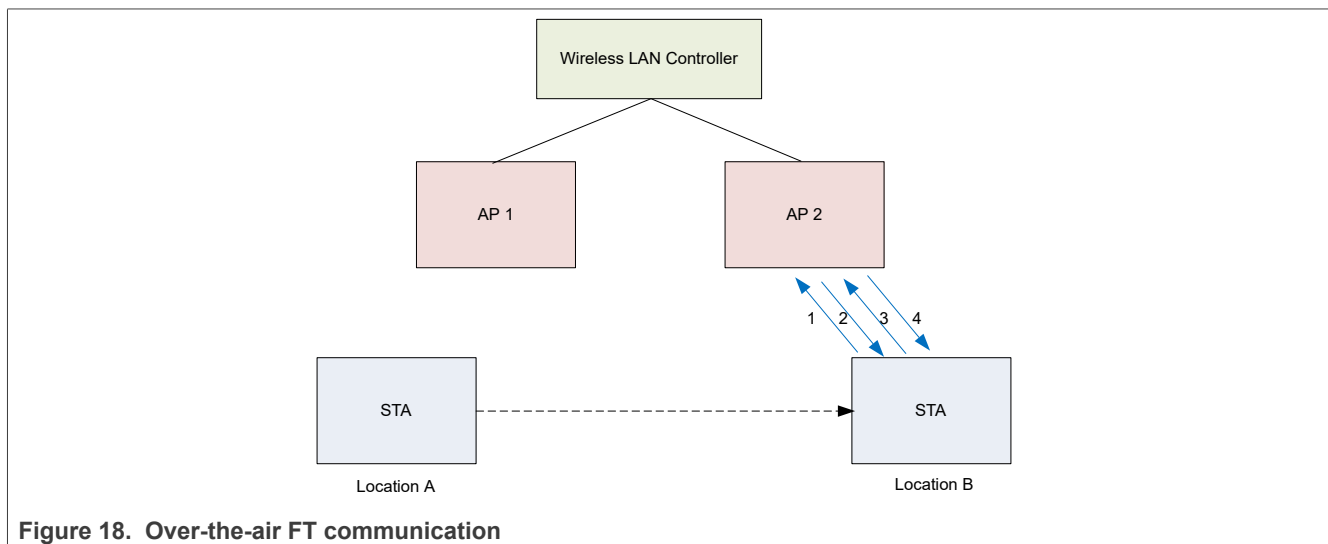 Wireless LAN Controller
AP 1
AP 2
1
2
3
4
STA
STA
Location A
Location B
Figure 18. Over-the-air FT communication